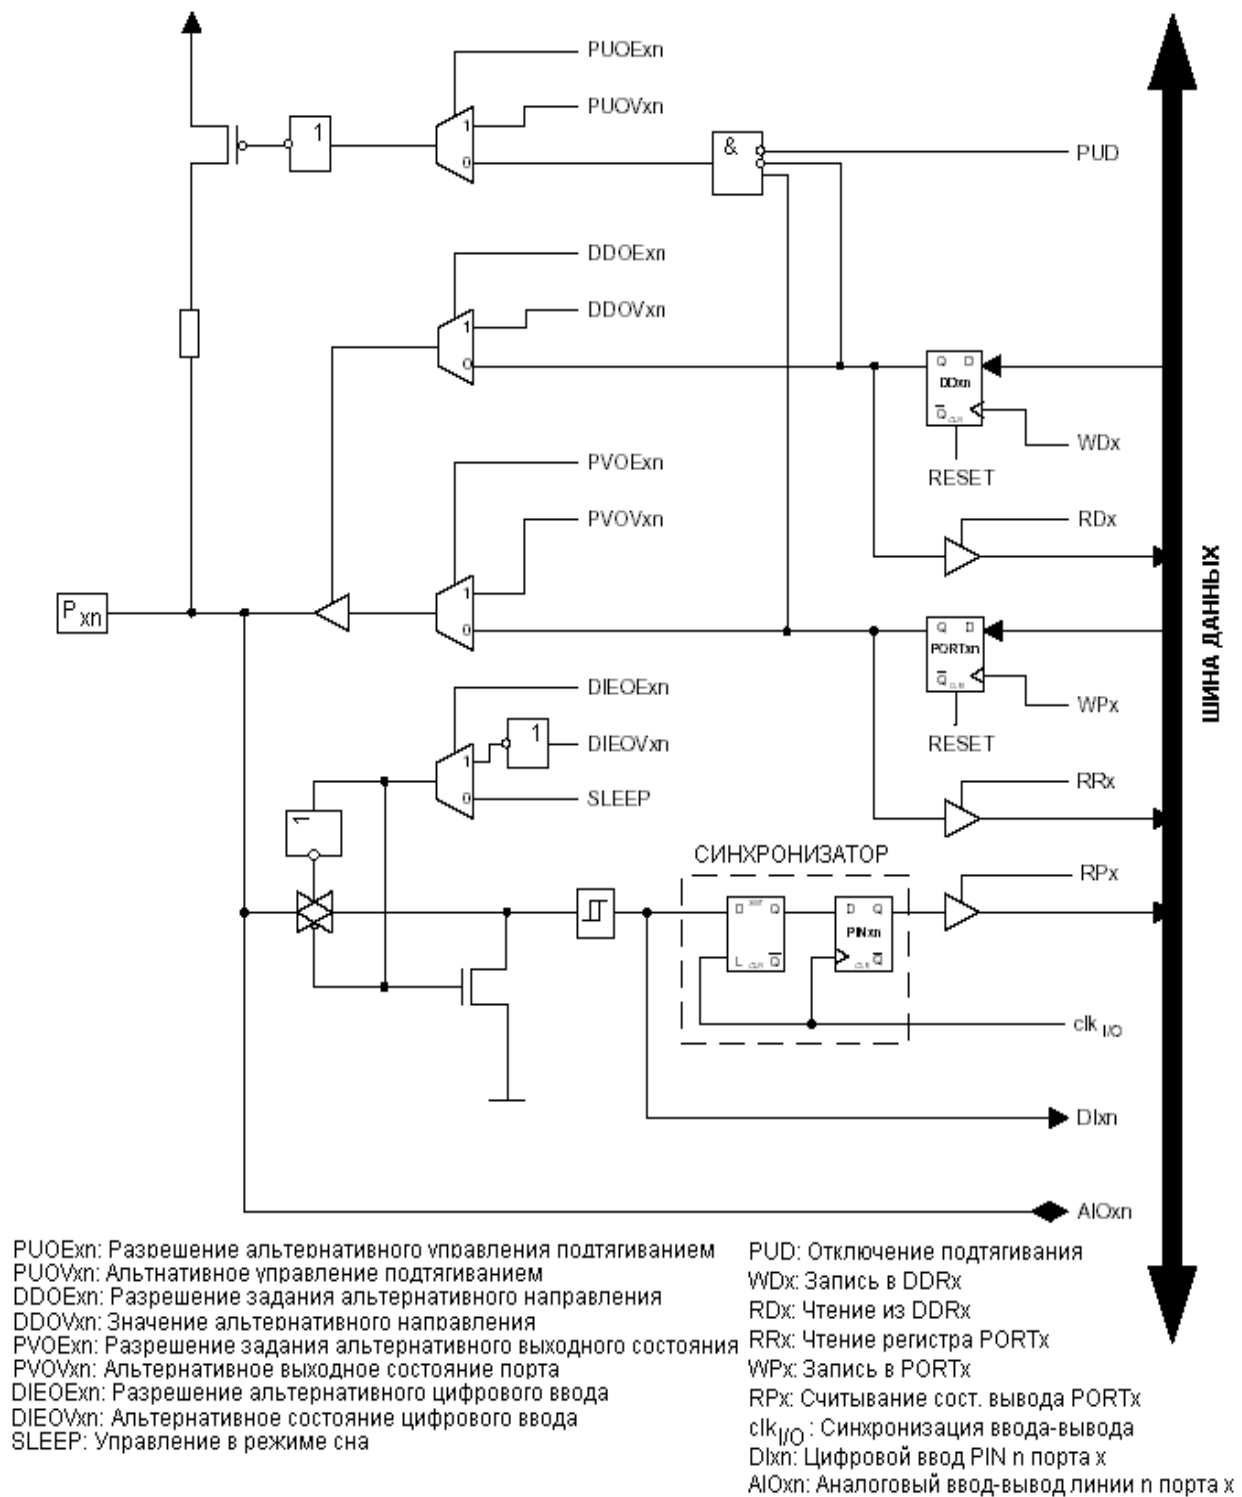 PUOExn
PUOVxn
1
1
0
&
PUD
DDOExn
DDOVxn
1
0
Q D
DDxn
Q CLR
WDx
RESET
PVOExn
PVOVxn
RDx
1
0
Pxn
Q D
PORTxn
Q CLR
WPx
RESET
ШИНА ДАННЫХ
DIEOExn
1
DIEOVxn
1
0
SLEEP
RRx
1
СИНХРОНИЗАТОР
RPx
D SET Q
L CLR Q
D Q
PINxn
CLR Q
clk I/O
DIxn
AIOxn
PUOExn: Разрешение альтернативного управления подтягиванием
PUOVxn: Альтнативное управление подтягиванием
DDOExn: Разрешение задания альтернативного направления
DDOVxn: Значение альтернативного направления
PVOExn: Разрешение задания альтернативного выходного состояния
PVOVxn: Альтернативное выходное состояние порта
DIEOExn: Разрешение альтернативного цифрового ввода
DIEOVxn: Альтернативное состояние цифрового ввода
SLEEP: Управление в режиме сна
PUD: Отключение подтягивания
WDx: Запись в DDRx
RDx: Чтение из DDRx
RRx: Чтение регистра PORTx
WPx: Запись в PORTx
RPx: Считывание сост. вывода PORTx
clkI/O : Синхронизация ввода-вывода
DIxn: Цифровой ввод PIN n порта x
AIOxn: Аналоговый ввод-вывод линии n порта x